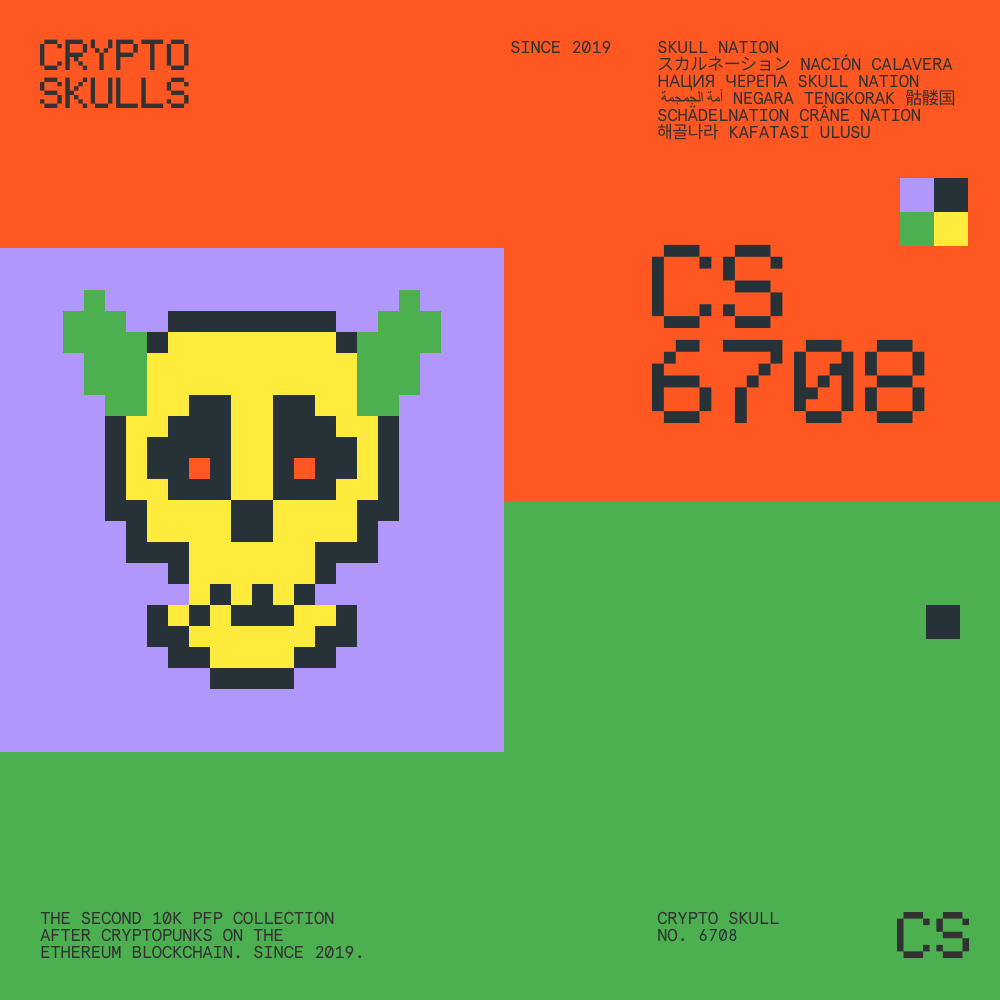 CRYPTO
SKULLS
SINCE 2019
SKULL NATION
スカルネーション NACIÓN CALAVERA
НАЦИЯ ЧЕРЕПА SKULL NATION
أمة الجمجمة NEGARA TENGKORAK 骷髅国
SCHÄDELNATION CRÂNE NATION
해골나라 KAFATASI ULUSU
CS
6708
THE SECOND 10K PFP COLLECTION
AFTER CRYPTOPUNKS ON THE
ETHEREUM BLOCKCHAIN. SINCE 2019.
CRYPTO SKULL
NO. 6708
CS